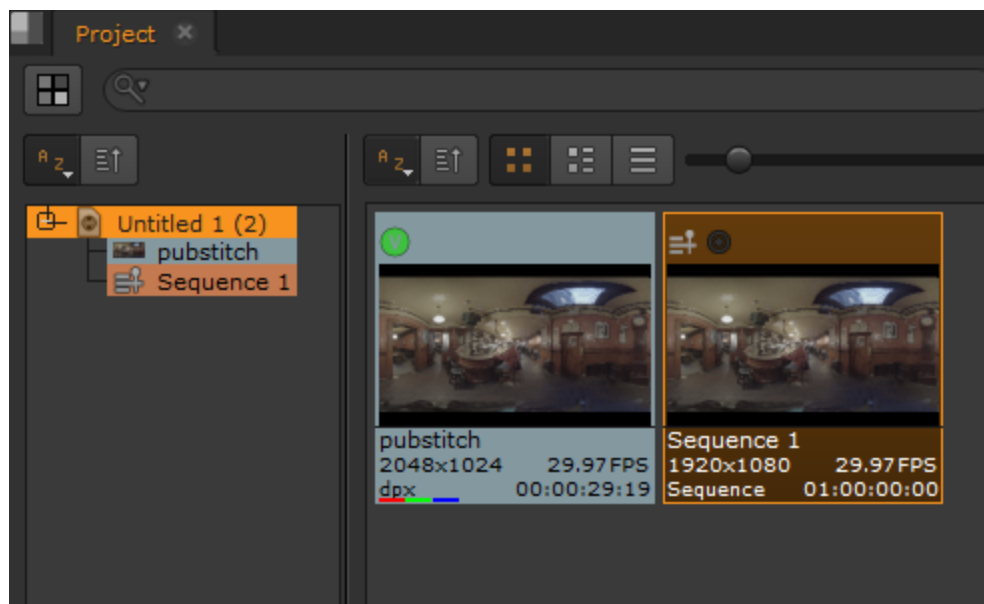 Project
A Z
A Z
Untitled 1 (2)
pubstitch
Sequence 1
V
pubstitch
2048x1024 29.97FPS
dpx 00:00:29:19
Sequence 1
1920x1080 29.97FPS
Sequence 01:00:00:00